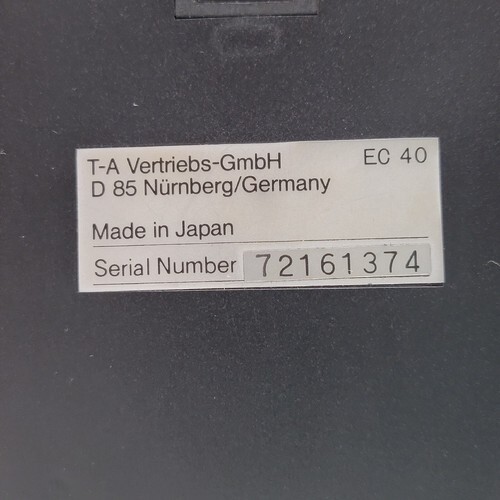 T-A Vertriebs-GmbH EC 40
D 85 Nürnberg/Germany
Made in Japan
Serial Number 72161374